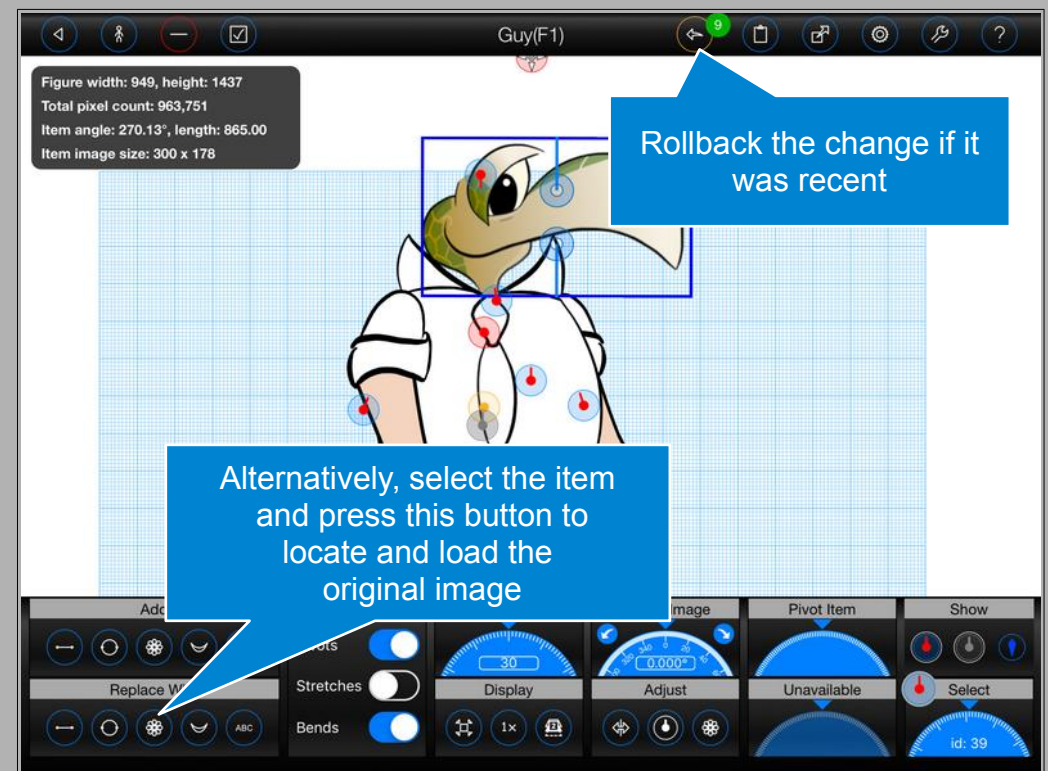 Guy(F1)
9
?
Figure width: 949, height: 1437
Total pixel count: 963,751
Item angle: 270.13°, length: 865.00
Item image size: 300 x 178
Rollback the change if it
was recent
Alternatively, select the item
and press this button to
locate and load the
original image
Pivot Item
Show
30
0.000°
Replace
Stretches
Display
Adjust
Unavailable
Select
ABC
Bends
1×
id: 39